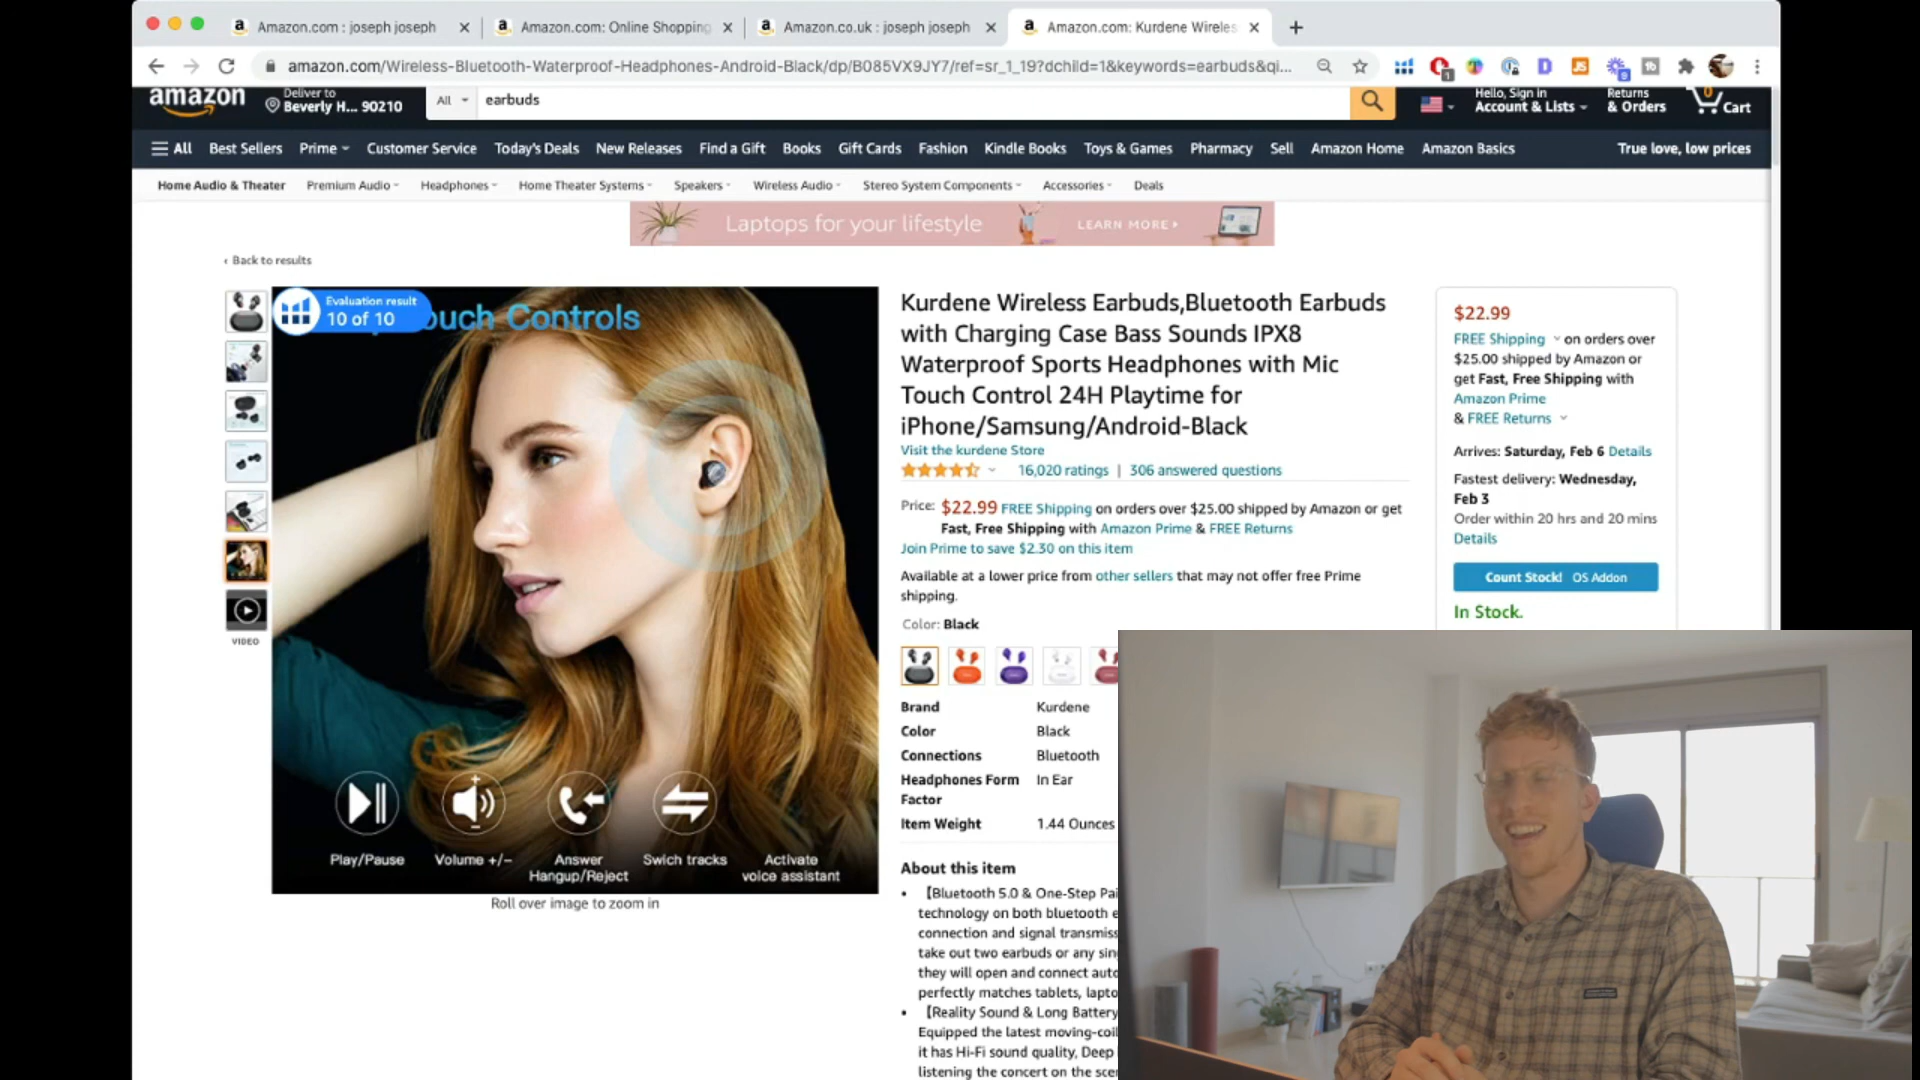 Amazon.com : joseph joseph
Amazon.com: Online Shopping
Amazon.co.uk : joseph joseph
Amazon.com: Kurdene Wireles
amazon.com/Wireless-Bluetooth-Waterproof-Headphones-Android-Black/dp/B085VX9JY7/ref=sr_1_19?dchild=1&keywords=earbuds&qi...
amazon
Deliver to
Beverly H... 90210
All
earbuds
Hello, Sign in
Account & Lists
Returns
& Orders
0
Cart
All
Best Sellers
Prime
Customer Service
Today's Deals
New Releases
Find a Gift
Books
Gift Cards
Fashion
Kindle Books
Toys & Games
Pharmacy
Sell
Amazon Home
Amazon Basics
True love, low prices
Home Audio & Theater
Premium Audio
Headphones
Home Theater Systems
Speakers
Wireless Audio
Stereo System Components
Accessories
Deals
Laptops for your lifestyle
LEARN MORE
‹ Back to results
Evaluation result
10 of 10
ouch Controls
Play/Pause
Volume +/−
Answer
Hangup/Reject
Swich tracks
Activate
voice assistant
VIDEO
Roll over image to zoom in
Kurdene Wireless Earbuds,Bluetooth Earbuds
with Charging Case Bass Sounds IPX8
Waterproof Sports Headphones with Mic
Touch Control 24H Playtime for
iPhone/Samsung/Android-Black
Visit the kurdene Store
16,020 ratings | 306 answered questions
Price: $22.99 FREE Shipping on orders over $25.00 shipped by Amazon or get
Fast, Free Shipping with Amazon Prime & FREE Returns
Join Prime to save $2.30 on this item
Available at a lower price from other sellers that may not offer free Prime
shipping.
Color: Black
Brand Kurdene
Color Black
Connections Bluetooth
Headphones Form In Ear
Factor
Item Weight 1.44 Ounces
About this item
• 【Bluetooth 5.0 & One-Step Pai
technology on both bluetooth e
connection and signal transmiss
take out two earbuds or any sin
they will open and connect auto
perfectly matches tablets, lapto
• 【Reality Sound & Long Battery
Equipped the latest moving-coil
it has Hi-Fi sound quality, Deep
listening the concert on the scen
$22.99
FREE Shipping on orders over
$25.00 shipped by Amazon or
get Fast, Free Shipping with
Amazon Prime
& FREE Returns
Arrives: Saturday, Feb 6 Details
Fastest delivery: Wednesday,
Feb 3
Order within 20 hrs and 20 mins
Details
Count Stock! OS Addon
In Stock.